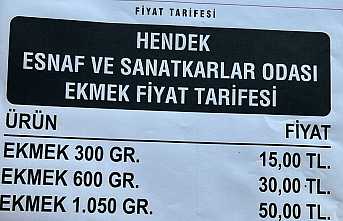 FİYAT TARİFESİ
HENDEK
ESNAF VE SANATKARLAR ODASI
EKMEK FİYAT TARİFESİ
ÜRÜN FİYAT
EKMEK 300 GR. 15,00 TL.
EKMEK 600 GR. 30,00 TL.
EKMEK 1.050 GR. 50,00 TL.